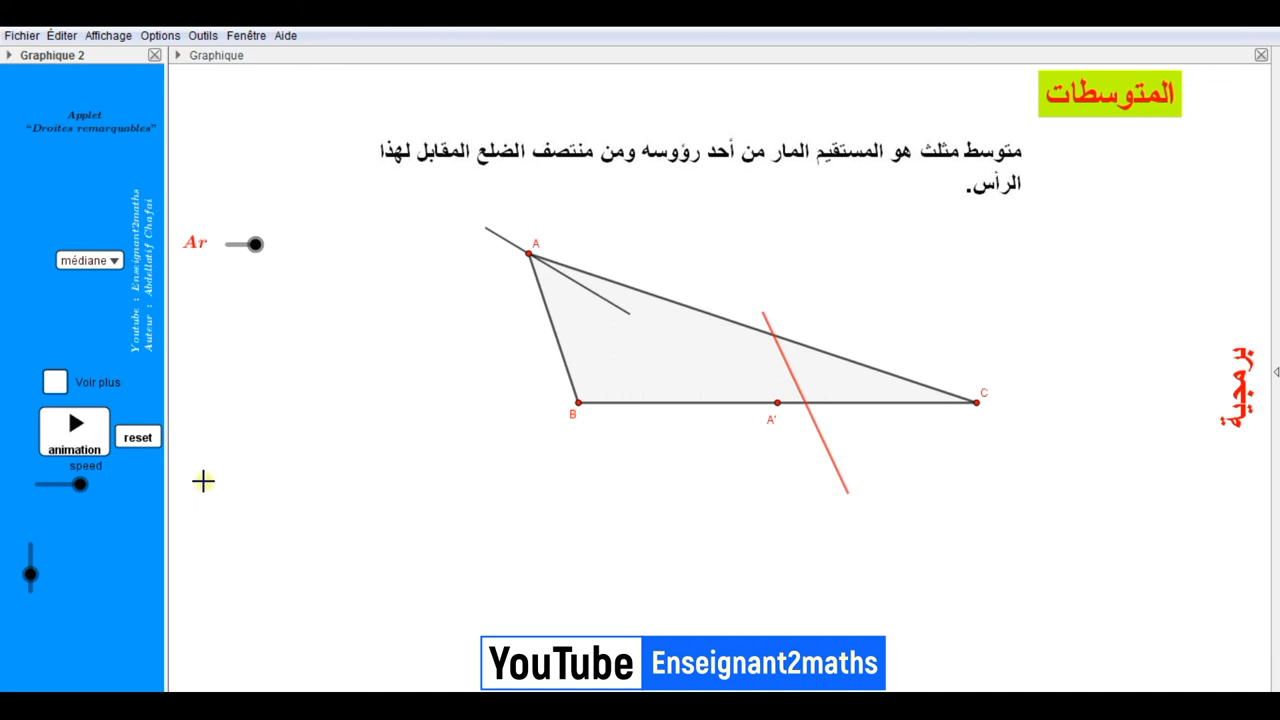 Fichier Éditer Affichage Options Outils Fenêtre Aide
Graphique 2
Graphique
Applet
“Droites remarquables”
Youtube : Enseignant2maths
Auteur : Abdellatif Chafai
médiane
Voir plus
animation
reset
speed
Ar
المتوسطات
متوسط مثلث هو المستقيم المار من أحد رؤوسه ومن منتصف الضلع المقابل لهذا
الرأس.
A
B
A'
C
برمجية
YouTube Enseignant2maths